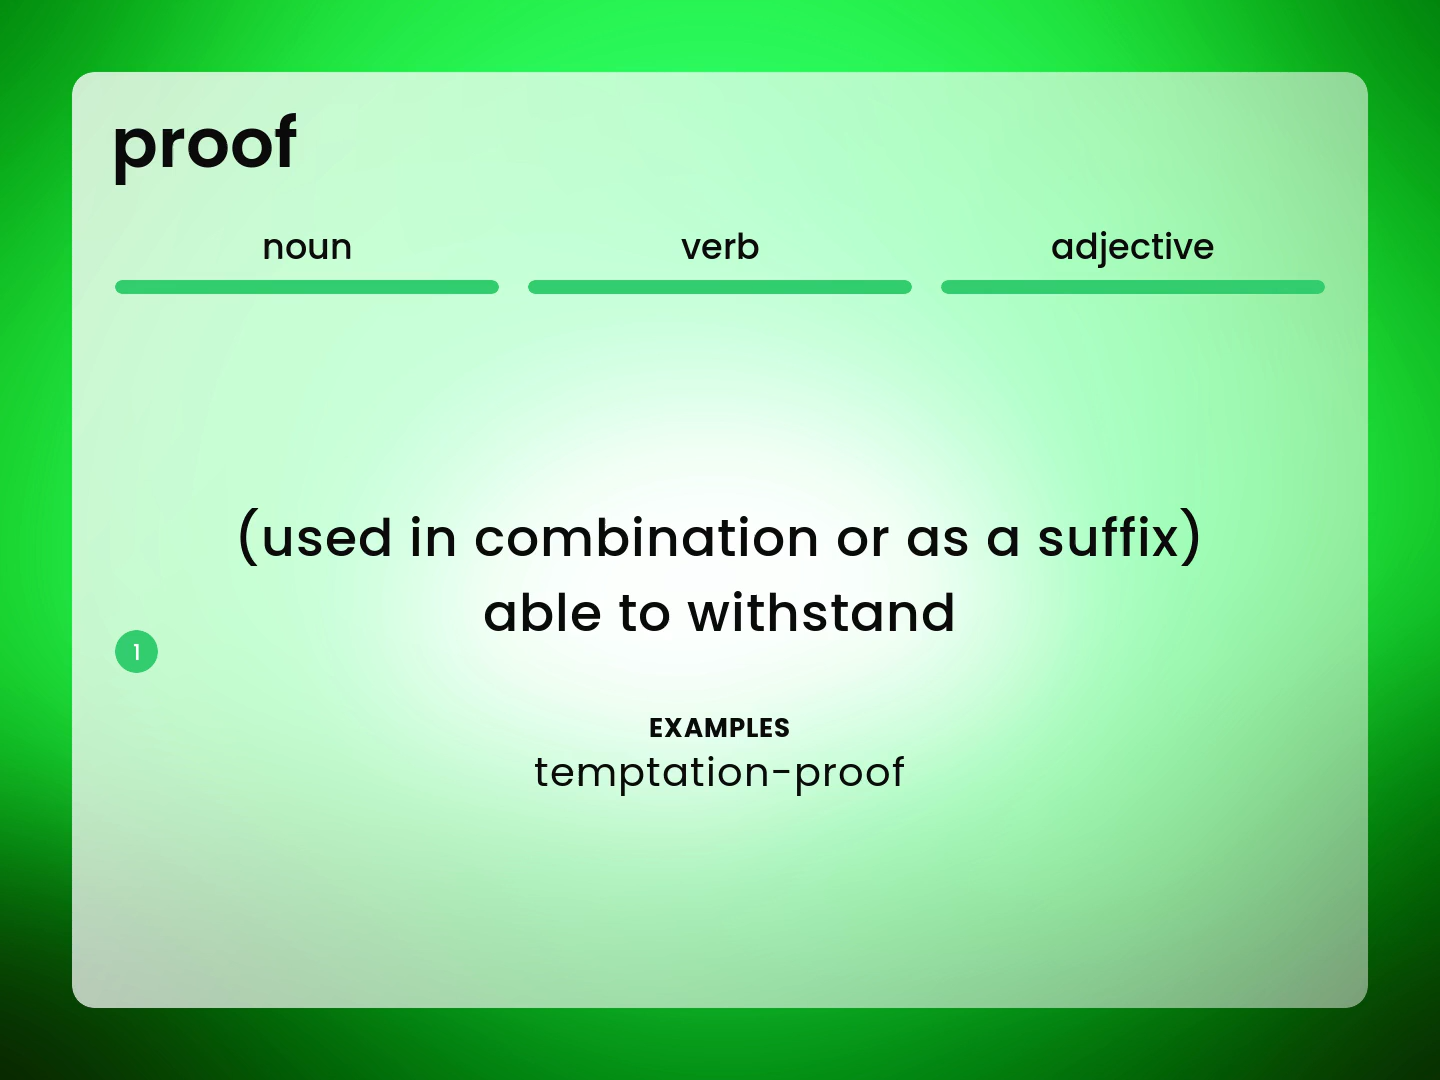 proof
noun
verb
adjective
(used in combination or as a suffix)
able to withstand
1
EXAMPLES
temptation-proof